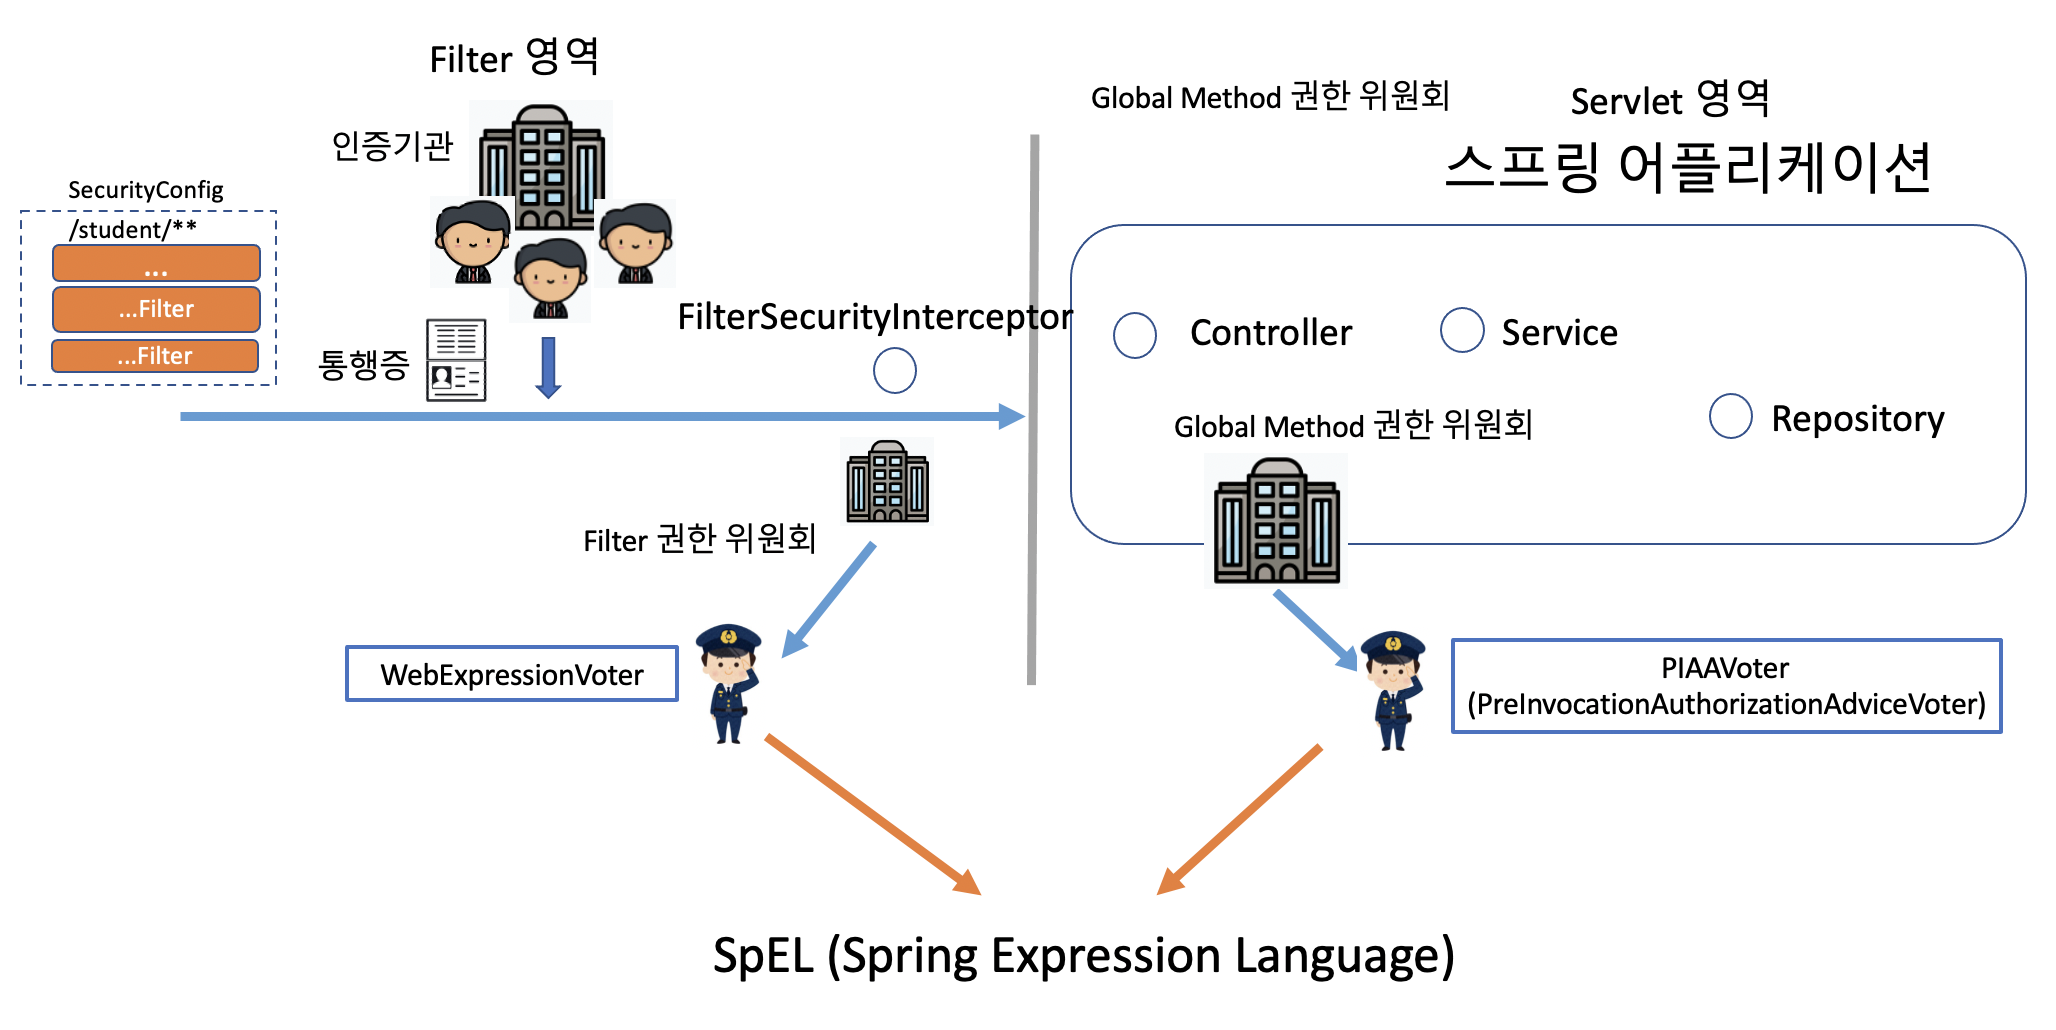 Filter 영역
인증기관
SecurityConfig
/student/**
...
...Filter
...Filter
통행증
FilterSecurityInterceptor
Filter 권한 위원회
WebExpressionVoter
Global Method 권한 위원회
Servlet 영역
스프링 어플리케이션
Controller
Service
Repository
Global Method 권한 위원회
PIAAVoter
(PreInvocationAuthorizationAdviceVoter)
SpEL (Spring Expression Language)